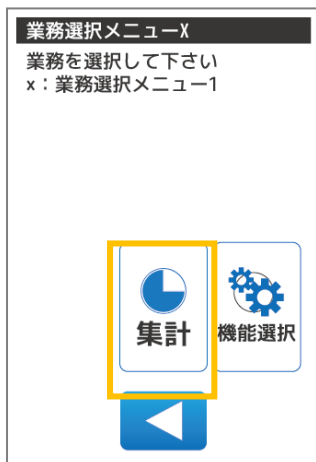 業務選択メニューX
業務を選択して下さい
x：業務選択メニュー1
集計
機能選択